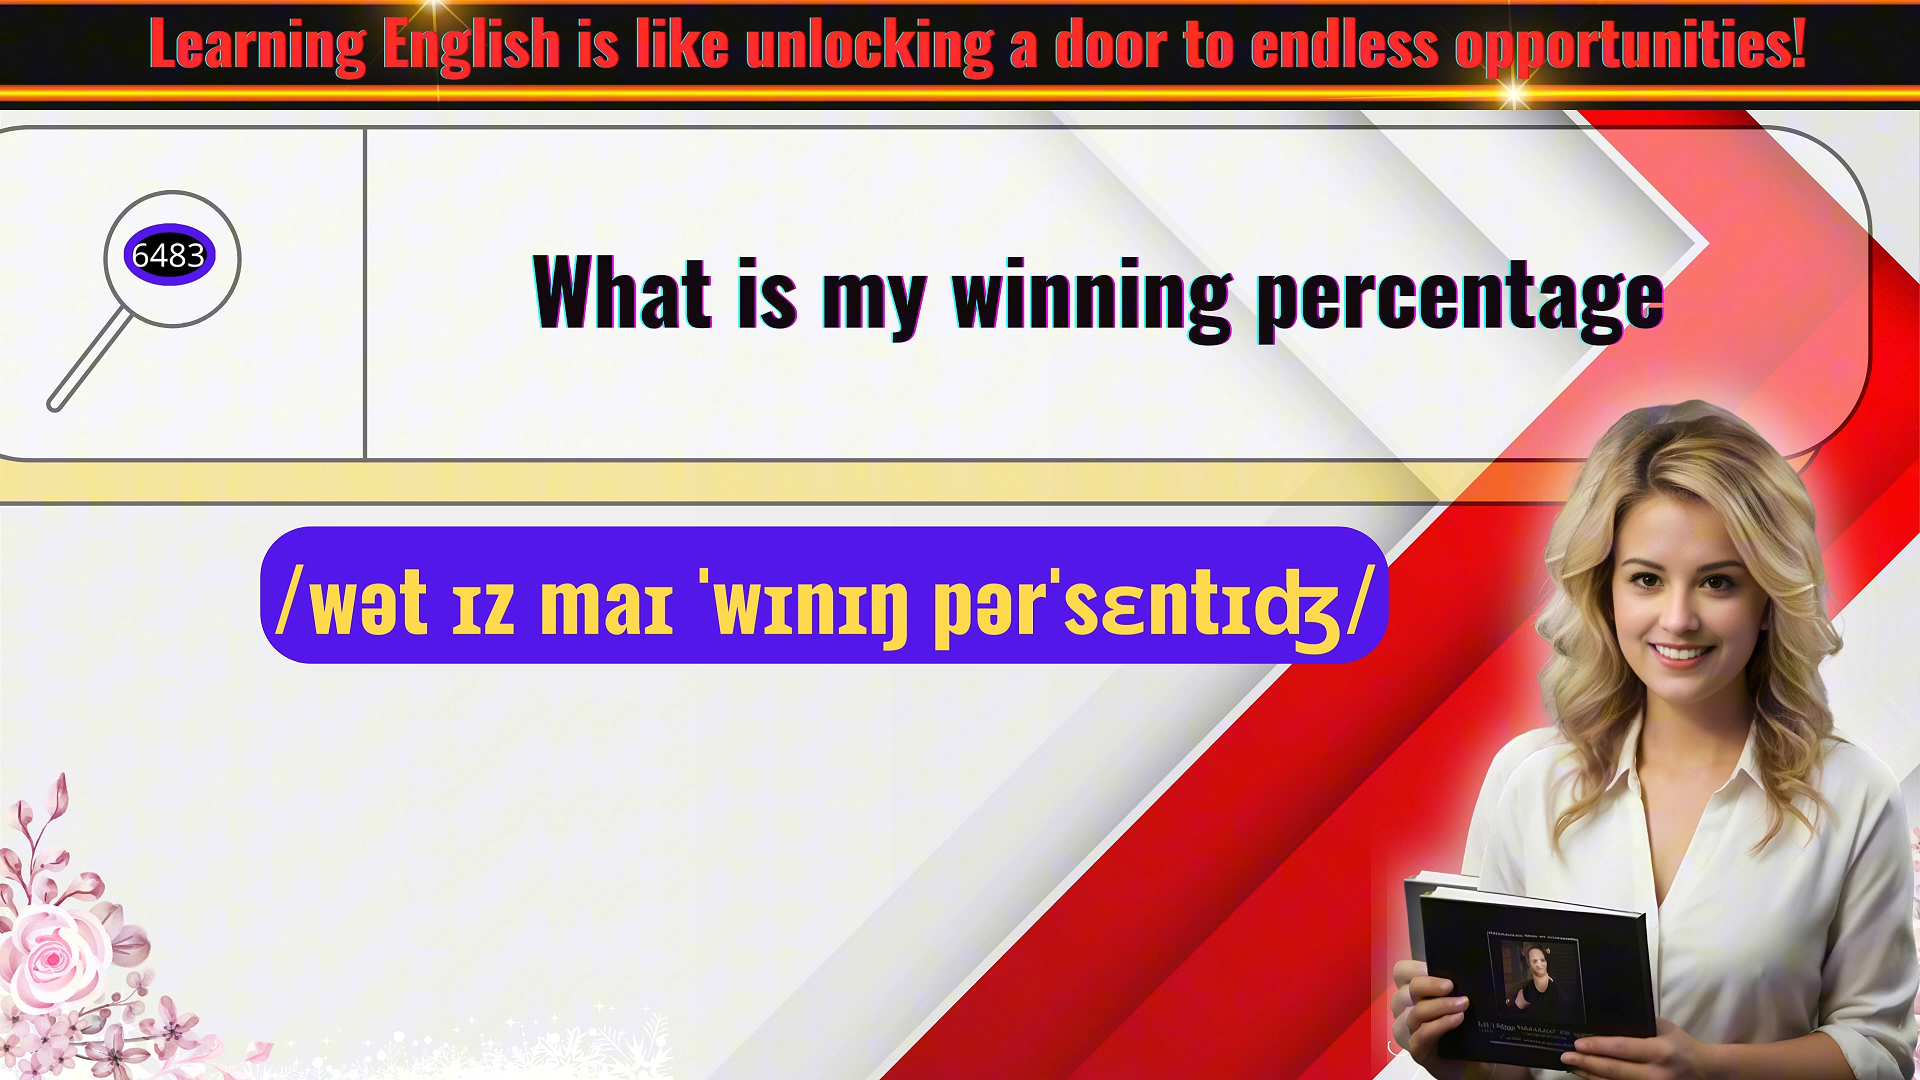 Learning English is like unlocking a door to endless opportunities!
6483
What is my winning percentage
/wət ɪz maɪ ˈwɪnɪŋ pərˈsɛntɪʤ/